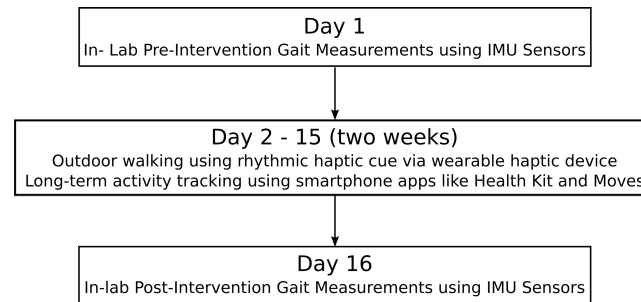 Day 1
In- Lab Pre-Intervention Gait Measurements using IMU Sensors
Day 2 - 15 (two weeks)
Outdoor walking using rhythmic haptic cue via wearable haptic device
Long-term activity tracking using smartphone apps like Health Kit and Moves
Day 16
In-lab Post-Intervention Gait Measurements using IMU Sensors